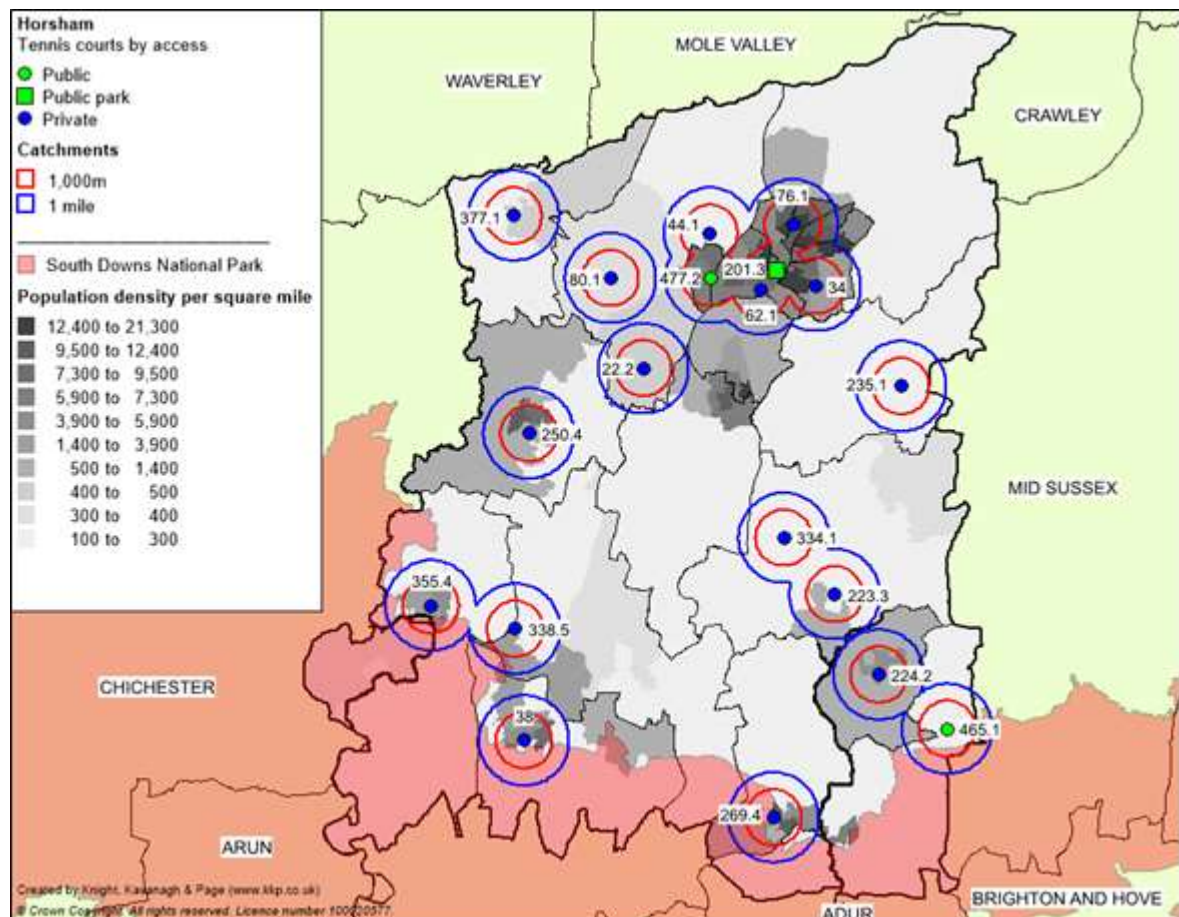 Horsham
Tennis courts by access
Public
Public park
Private
Catchments
1,000m
1 mile
South Downs National Park
Population density per square mile
12,400 to 21,300
9,500 to 12,400
7,300 to 9,500
5,900 to 7,300
3,900 to 5,900
1,400 to 3,900
500 to 1,400
400 to 500
300 to 400
100 to 300
MOLE VALLEY
WAVERLEY
CRAWLEY
76.1
377.1
44.1
201.3
80.1
477.2
34
62.1
22.2
235.1
250.4
MID SUSSEX
334.1
355.4
223.3
338.5
224.2
CHICHESTER
38
465.1
269.4
ARUN
Created by Knight, Kavanagh & Page (www.kkp.co.uk)
BRIGHTON AND HOVE
© Crown Copyright. All rights reserved. Licence number 100020577.
ADUR